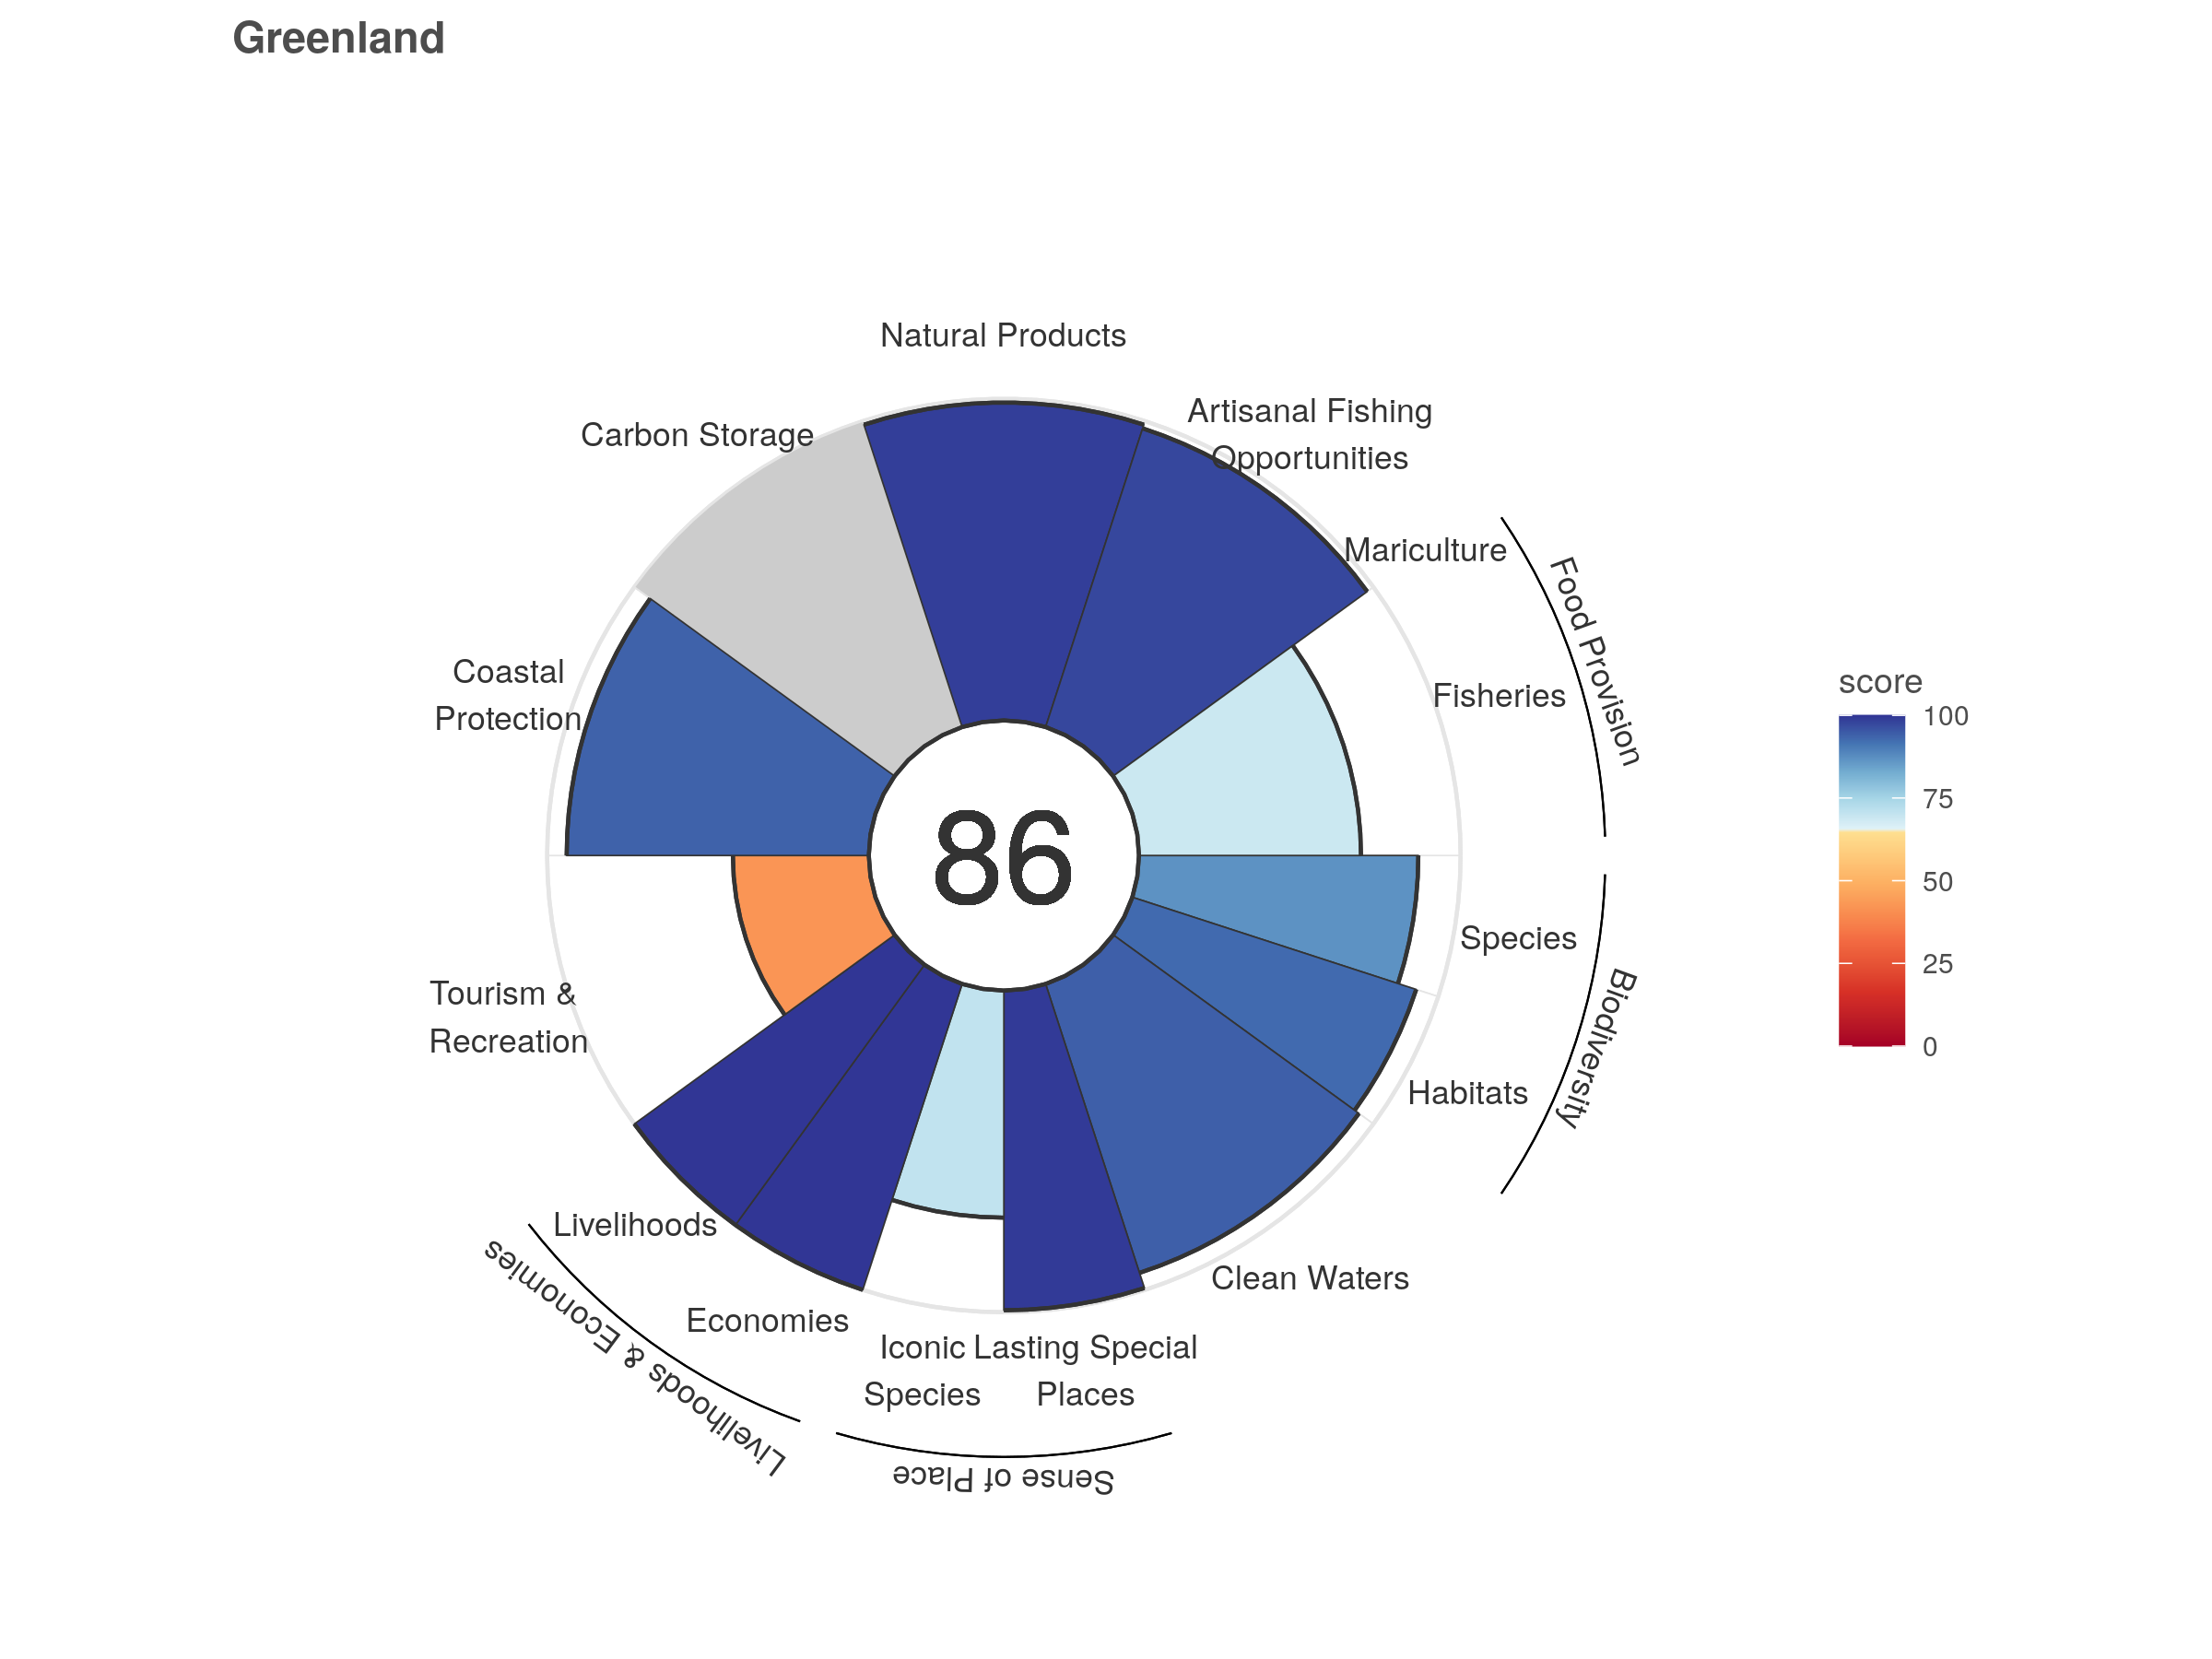 Greenland
Natural Products
Artisanal Fishing
Opportunities
Carbon Storage
Mariculture
Food Provision
Fisheries
Coastal
Protection
86
Species
Biodiversity
Habitats
Tourism &
Recreation
Livelihoods
Clean Waters
Economies
Livelihoods & Economies
Iconic
Species
Lasting Special
Places
Sense of Place
score
100
75
50
25
0